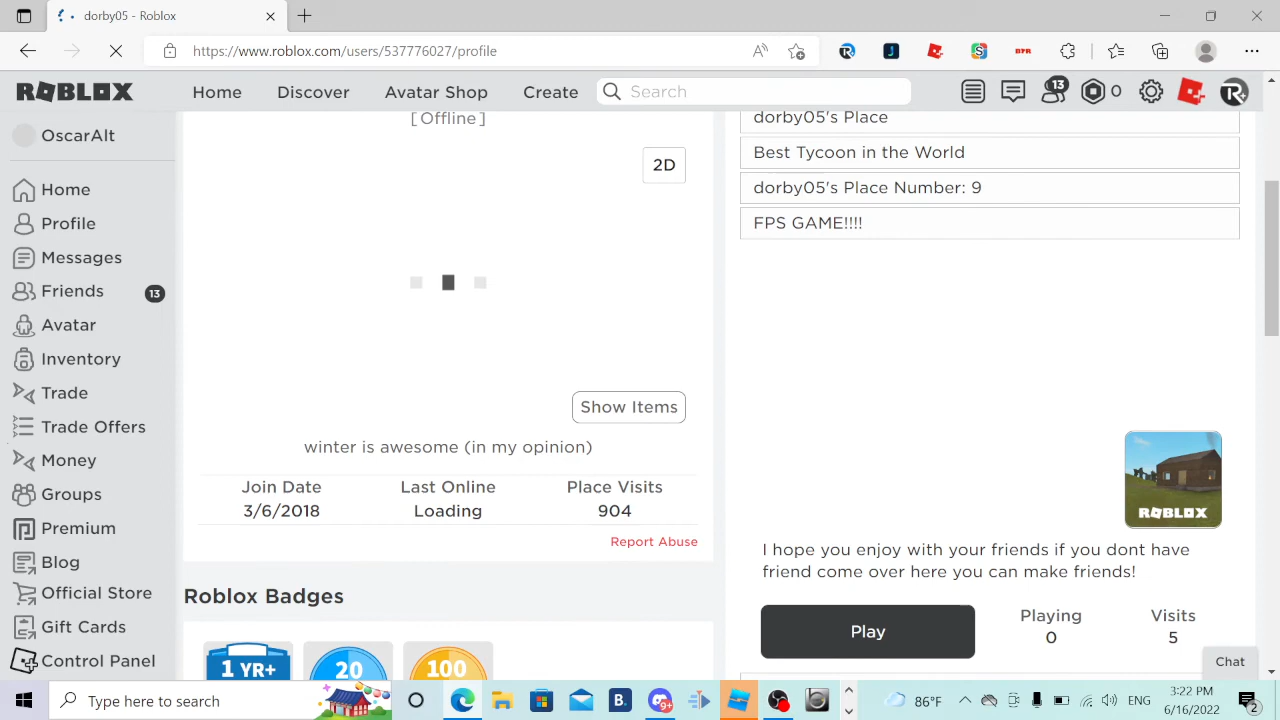 dorby05 - Roblox
https://www.roblox.com/users/537776027/profile
ROBLOX
Home
Discover
Avatar Shop
Create
Search
13
0
OscarAlt
Home
Profile
Messages
Friends
13
Avatar
Inventory
Trade
Trade Offers
Money
Groups
Premium
Blog
Official Store
Gift Cards
Control Panel
[Offline]
2D
Show Items
winter is awesome (in my opinion)
Join Date
Last Online
Place Visits
3/6/2018
Loading
904
Report Abuse
Roblox Badges
1 YR+
20
100
dorby05's Place
Best Tycoon in the World
dorby05's Place Number: 9
FPS GAME!!!!
ROBLOX
I hope you enjoy with your friends if you dont have
friend come over here you can make friends!
Play
Playing
0
Visits
5
Chat
Type here to search
B.
9+
86°F
ENG
3:22 PM
6/16/2022
2